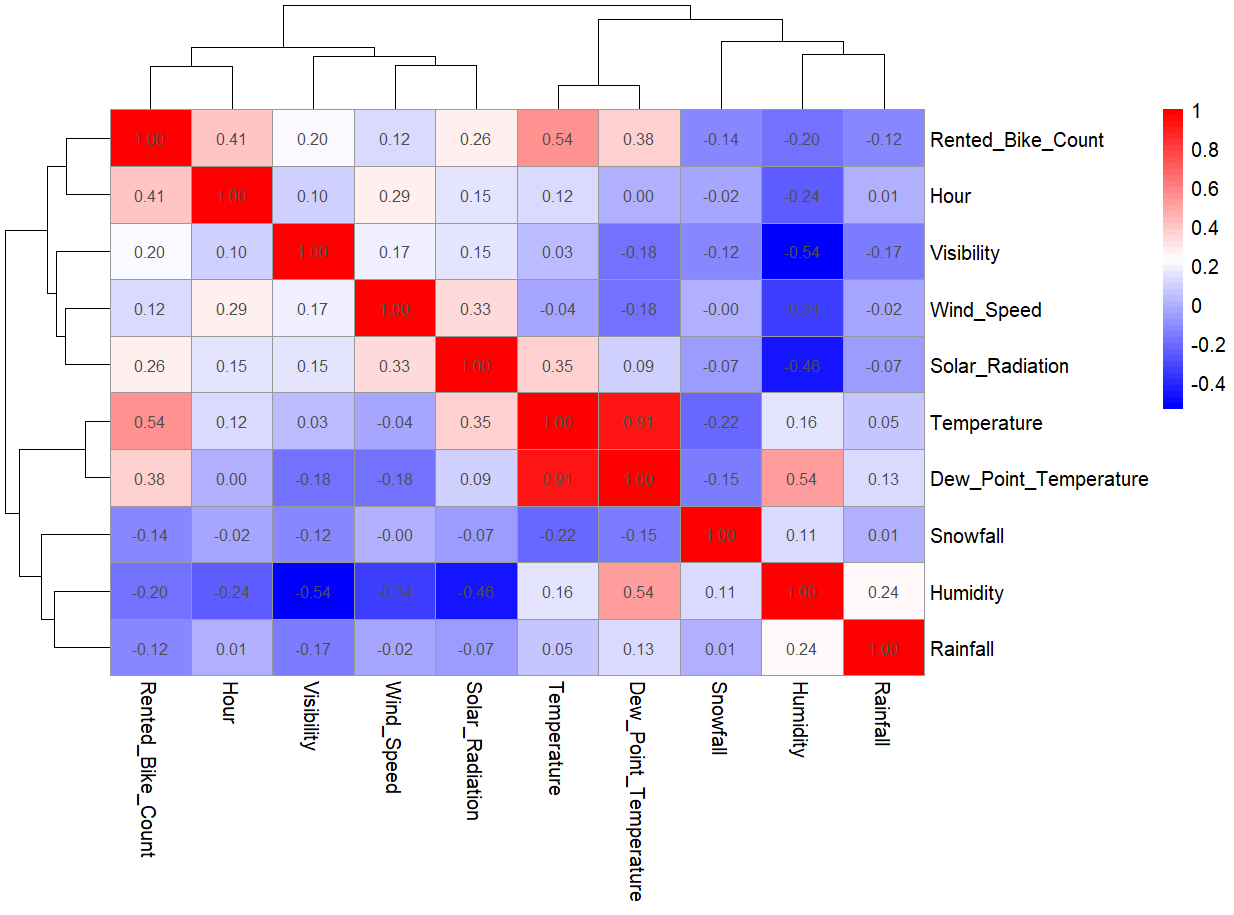 1.00 0.41 0.20 0.12 0.26 0.54 0.38 -0.14 -0.20 -0.12 Rented_Bike_Count
0.41 1.00 0.10 0.29 0.15 0.12 0.00 -0.02 -0.24 0.01 Hour
0.20 0.10 1.00 0.17 0.15 0.03 -0.18 -0.12 -0.54 -0.17 Visibility
0.12 0.29 0.17 1.00 0.33 -0.04 -0.18 -0.00 -0.34 -0.02 Wind_Speed
0.26 0.15 0.15 0.33 1.00 0.35 0.09 -0.07 -0.46 -0.07 Solar_Radiation
0.54 0.12 0.03 -0.04 0.35 1.00 0.91 -0.22 0.16 0.05 Temperature
0.38 0.00 -0.18 -0.18 0.09 0.91 1.00 -0.15 0.54 0.13 Dew_Point_Temperature
-0.14 -0.02 -0.12 -0.00 -0.07 -0.22 -0.15 1.00 0.11 0.01 Snowfall
-0.20 -0.24 -0.54 -0.34 -0.46 0.16 0.54 0.11 1.00 0.24 Humidity
-0.12 0.01 -0.17 -0.02 -0.07 0.05 0.13 0.01 0.24 1.00 Rainfall
Rented_Bike_Count
Hour
Visibility
Wind_Speed
Solar_Radiation
Temperature
Dew_Point_Temperature
Snowfall
Humidity
Rainfall
1
0.8
0.6
0.4
0.2
0
-0.2
-0.4